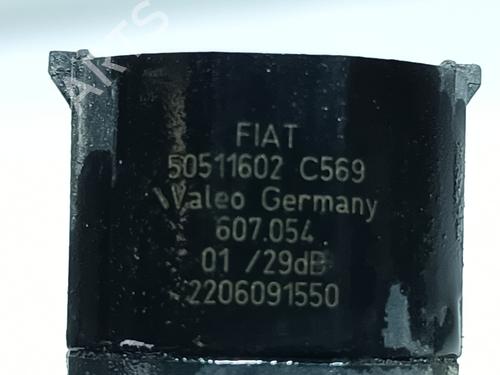 FIAT
50511602 C569
Valeo Germany
607.054
01 /29dB
2206091550